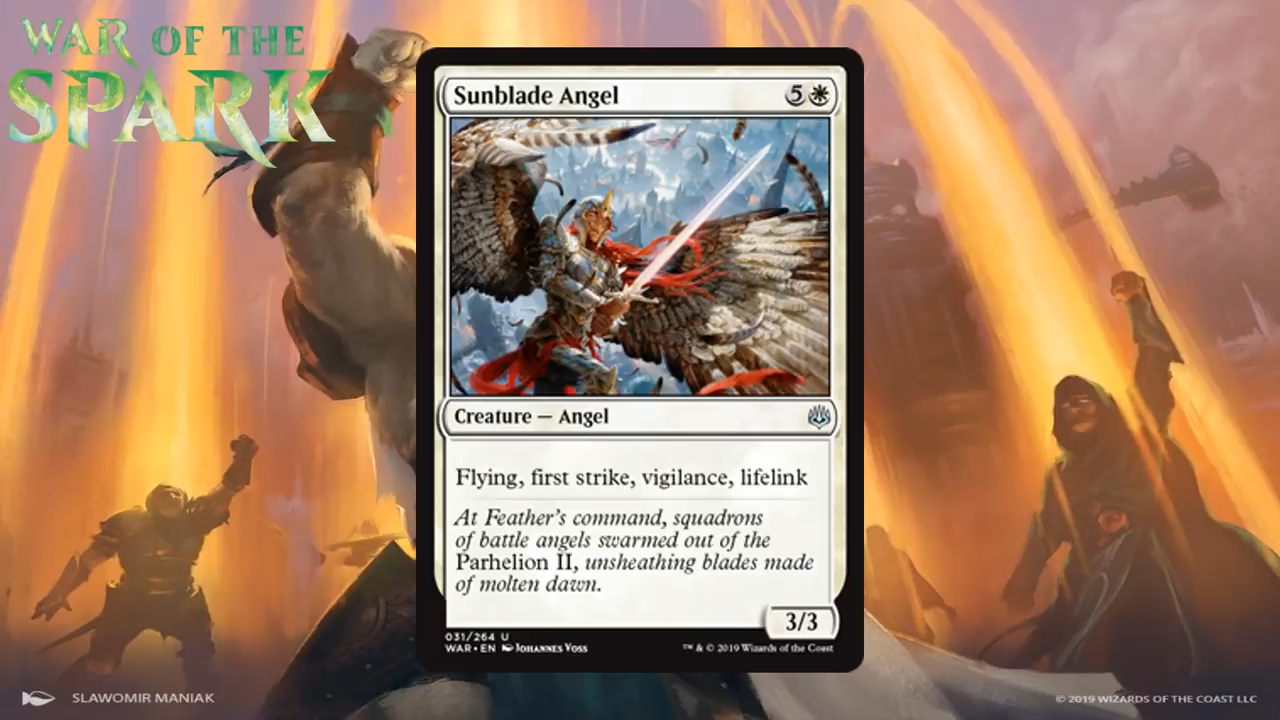 WAR OF THE
SPARK
Sunblade Angel 5
Creature — Angel
Flying, first strike, vigilance, lifelink
At Feather's command, squadrons
of battle angels swarmed out of the
Parhelion II, unsheathing blades made
of molten dawn.
3/3
031/264 U
WAR • EN Johannes Voss ™ & © 2019 Wizards of the Coast
SLAWOMIR MANIAK © 2019 WIZARDS OF THE COAST LLC